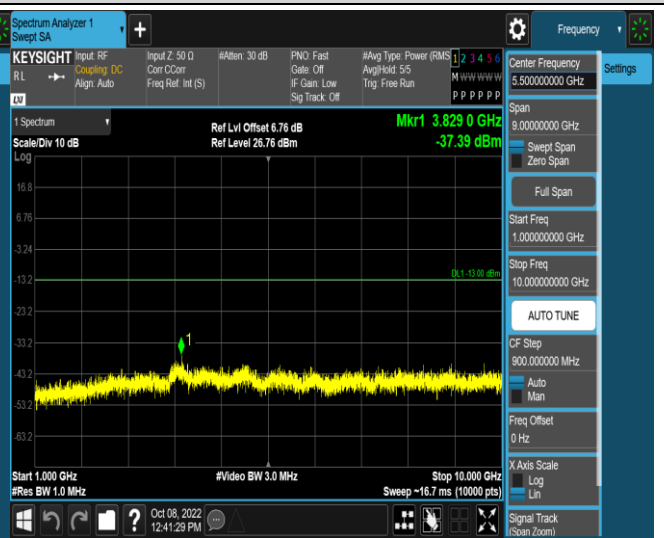 Spectrum Analyzer 1
Swept SA
+
Frequency
KEYSIGHT
RL
LXI
Input: RF
Coupling: DC
Align: Auto
Input Z: 50 Ω
Corr CCorr
Freq Ref: Int (S)
#Atten: 30 dB
PNO: Fast
Gate: Off
IF Gain: Low
Sig Track: Off
#Avg Type: Power (RMS
Avg|Hold: 5/5
Trig: Free Run
1 2 3 4 5 6
M W W W W W
P P P P P P
Settings
1 Spectrum
Scale/Div 10 dB
Log
Ref Lvl Offset 6.76 dB
Ref Level 26.76 dBm
Mkr1 3.829 0 GHz
-37.39 dBm
16.8
6.76
-3.24
-13.2
-23.2
-33.2
-43.2
-53.2
-63.2
DL1 -13.00 dBm
1
Start 1.000 GHz
#Res BW 1.0 MHz
#Video BW 3.0 MHz
Stop 10.000 GHz
Sweep ~16.7 ms (10000 pts)
Center Frequency
5.500000000 GHz
Span
9.00000000 GHz
Swept Span
Zero Span
Full Span
Start Freq
1.000000000 GHz
Stop Freq
10.00000000 GHz
AUTO TUNE
CF Step
900.000000 MHz
Auto
Man
Freq Offset
0 Hz
X Axis Scale
Log
Lin
Signal Track
(Span Zoom)
?
Oct 08, 2022
12:41:29 PM